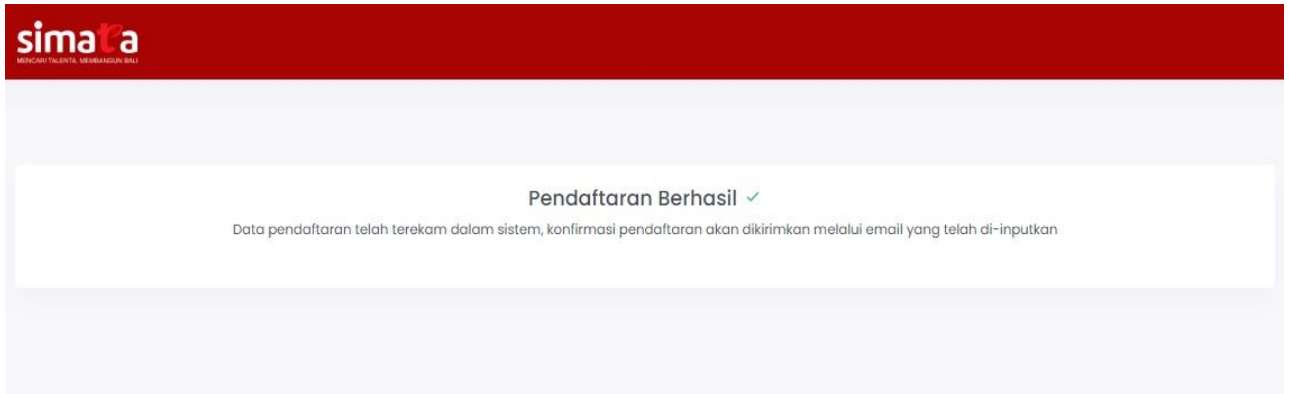 simata
MENCARI TALENTA, MEMBANGUN BALI
Pendaftaran Berhasil ✓
Data pendaftaran telah terekam dalam sistem, konfirmasi pendaftaran akan dikirimkan melalui email yang telah di-inputkan